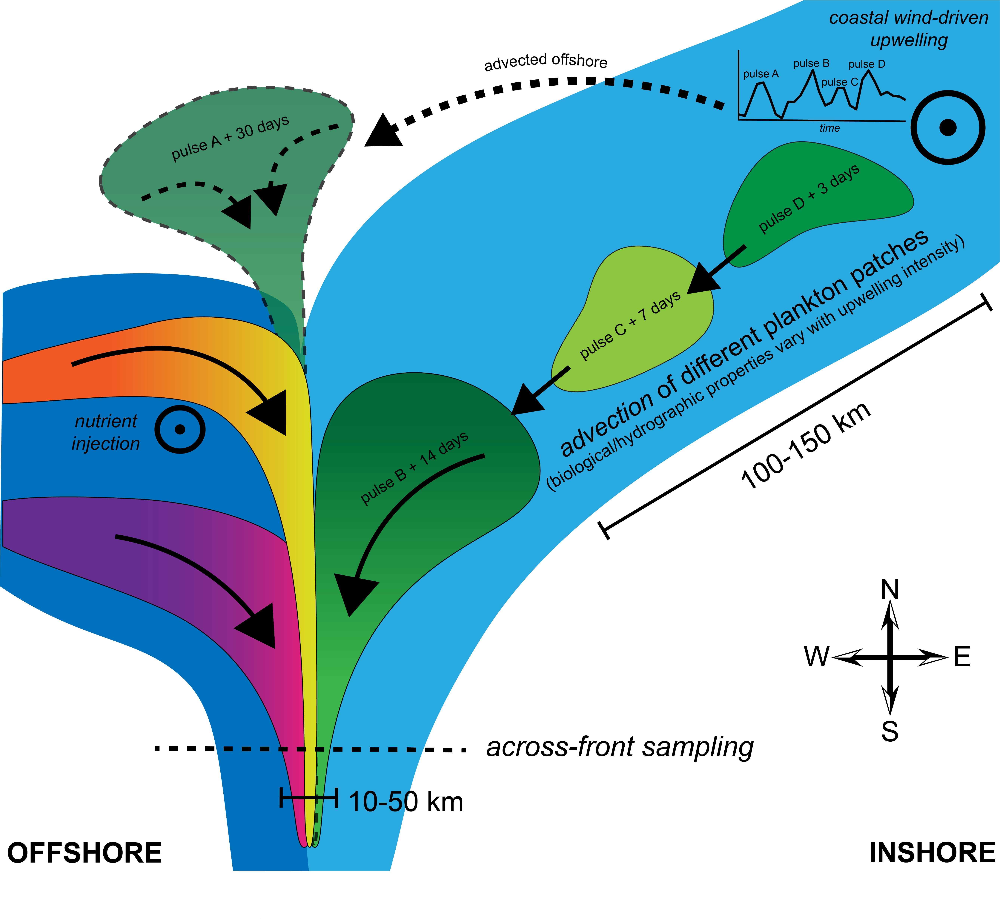 coastal wind-driven
upwelling
advected offshore
pulse A
pulse B
pulse C
pulse D
time
pulse A + 30 days
pulse D + 3 days
pulse C + 7 days
pulse B + 14 days
advection of different plankton patches
(biological/hydrographic properties vary with upwelling intensity)
100-150 km
nutrient
injection
N
W
E
S
across-front sampling
10-50 km
OFFSHORE
INSHORE